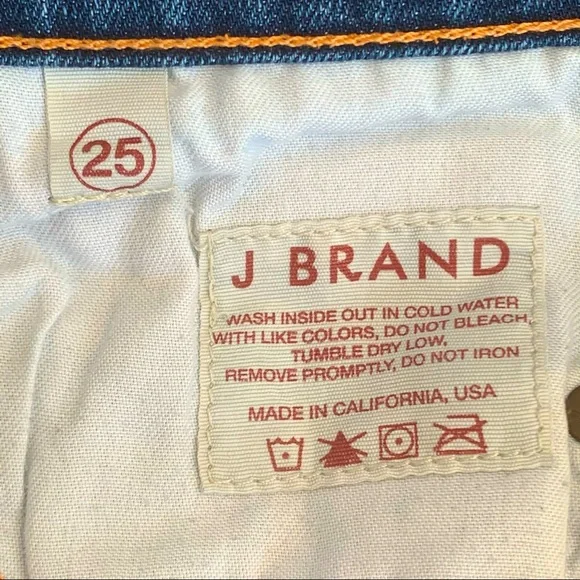 25
J BRAND
WASH INSIDE OUT IN COLD WATER
WITH LIKE COLORS, DO NOT BLEACH,
TUMBLE DRY LOW,
REMOVE PROMPTLY, DO NOT IRON
MADE IN CALIFORNIA, USA